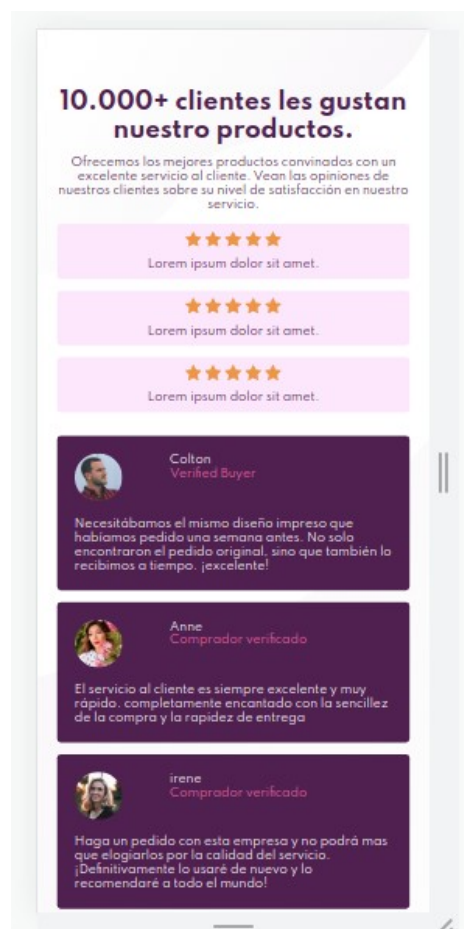 10.000+ clientes les gustan
nuestro productos.
Ofrecemos los mejores productos convinados con un
excelente servicio al cliente. Vean las opiniones de
nuestros clientes sobre su nivel de satisfacción en nuestro
servicio.
Lorem ipsum dolor sit amet.
Lorem ipsum dolor sit amet.
Lorem ipsum dolor sit amet.
Colton
Verified Buyer
Necesitábamos el mismo diseño impreso que
habíamos pedido una semana antes. No solo
encontraron el pedido original, sino que también lo
recibimos a tiempo. ¡excelente!
Anne
Comprador verificado
El servicio al cliente es siempre excelente y muy
rápido. completamente encantado con la sencillez
de la compra y la rapidez de entrega
irene
Comprador verificado
Haga un pedido con esta empresa y no podrá mas
que elogiarlos por la calidad del servicio.
¡Definitivamente lo usaré de nuevo y lo
recomendaré a todo el mundo!